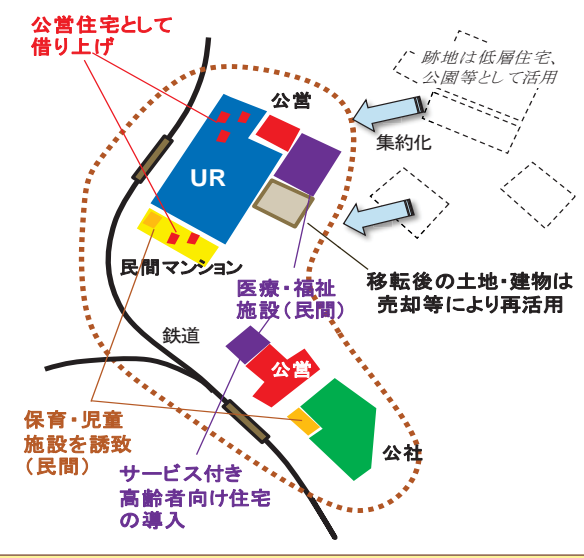 公営住宅として
借り上げ
跡地は低層住宅、
公園等として活用
公営
集約化
UR
民間マンション
医療・福祉
施設（民間）
移転後の土地・建物は
売却等により再活用
鉄道
公営
保育・児童
施設を誘致
（民間）
公社
サービス付き
高齢者向け住宅
の導入